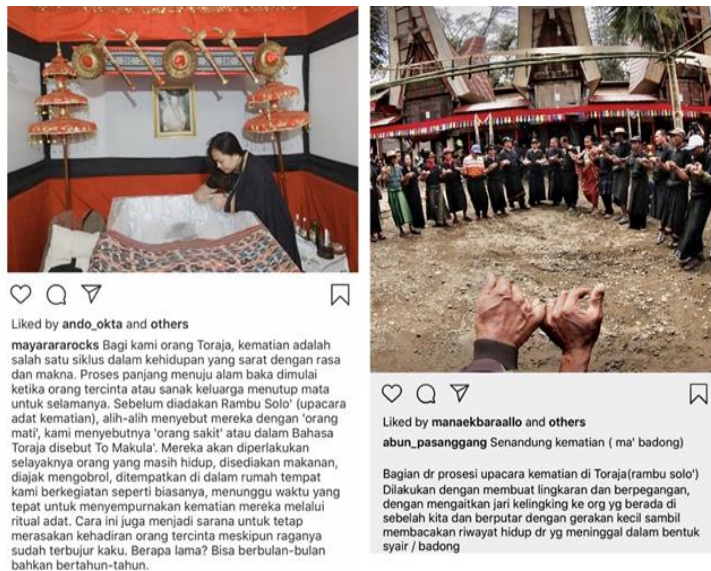 Liked by ando_okta and others
mayarararocks Bagi kami orang Toraja, kematian adalah
salah satu siklus dalam kehidupan yang sarat dengan rasa
dan makna. Proses panjang menuju alam baka dimulai
ketika orang tercinta atau sanak keluarga menutup mata
untuk selamanya. Sebelum diadakan Rambu Solo' (upacara
adat kematian), alih-alih menyebut mereka dengan 'orang
mati', kami menyebutnya 'orang sakit' atau dalam Bahasa
Toraja disebut To Makula'. Mereka akan diperlakukan
selayaknya orang yang masih hidup, disediakan makanan,
diajak mengobrol, ditempatkan di dalam rumah tempat
kami berkegiatan seperti biasanya, menunggu waktu yang
tepat untuk menyempurnakan kematian mereka melalui
ritual adat. Cara ini juga menjadi sarana untuk tetap
merasakan kehadiran orang tercinta meskipun raganya
sudah terbujur kaku. Berapa lama? Bisa berbulan-bulan
bahkan bertahun-tahun.
Liked by manaekbaraallo and others
abun_pasanggang Senandung kematian ( ma' badong)
Bagian dr prosesi upacara kematian di Toraja(rambu solo')
Dilakukan dengan membuat lingkaran dan berpegangan,
dengan mengaitkan jari kelingking ke org yg berada di
sebelah kita dan berputar dengan gerakan kecil sambil
membacakan riwayat hidup dr yg meninggal dalam bentuk
syair / badong